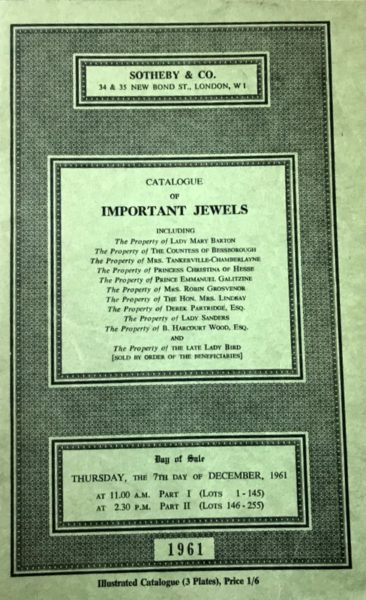 SOTHEBY & CO.
34 & 35 NEW BOND ST., LONDON, W1
CATALOGUE
OF
IMPORTANT JEWELS
INCLUDING
The Property of LADY MARY BARTON
The Property of THE COUNTESS OF BESSBOROUGH
The Property of MRS. TANKERVILLE-CHAMBERLAYNE
The Property of PRINCESS CHRISTINA OF HESSE
The Property of PRINCE EMMANUEL GALITZINE
The Property of MRS. ROBIN GROSVENOR
The Property of THE HON. MRS. LINDSAY
The Property of DEREK PARTRIDGE, ESQ.
The Property of LADY SANDERS
The Property of B. HARCOURT WOOD, ESQ.
AND
The Property of THE LATE LADY BIRD
[SOLD BY ORDER OF THE BENEFICIARIES]
Day of Sale
THURSDAY, THE 7TH DAY OF DECEMBER, 1961
AT 11.00 A.M. PART I (LOTS 1-145)
AT 2.30 P.M. PART II (LOTS 146-255)
1961
Illustrated Catalogue (3 Plates), Price 1/6